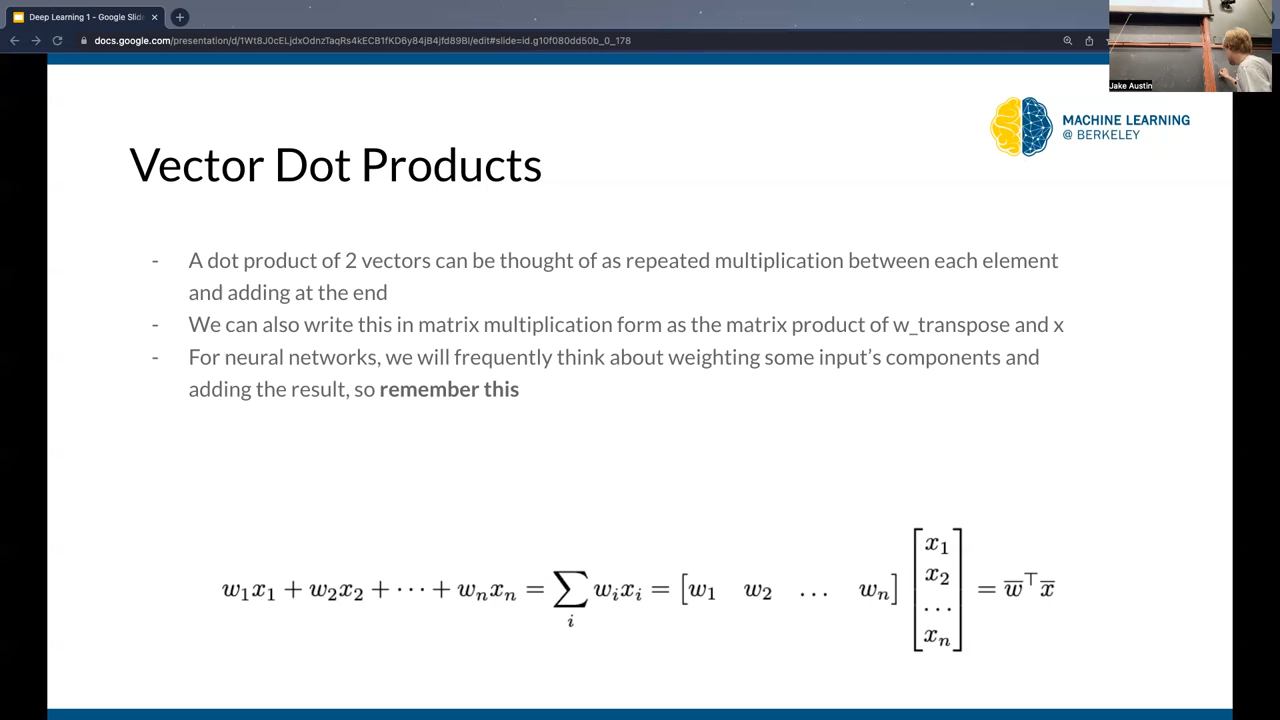 Deep Learning 1 - Google Slid
docs.google.com/presentation/d/1Wt8J0cELjdxOdnzTaqRs4kECB1fKD6y84jB4jfd89BI/edit#slide=id.g10f080dd50b_0_178
Jake Austin
MACHINE LEARNING
@ BERKELEY
Vector Dot Products
- A dot product of 2 vectors can be thought of as repeated multiplication between each element
and adding at the end
- We can also write this in matrix multiplication form as the matrix product of w_transpose and x
- For neural networks, we will frequently think about weighting some input's components and
adding the result, so remember this
w₁x₁ + w₂x₂ + ⋯ + wₙxₙ = ∑ᵢ wᵢxᵢ = [w₁ w₂ … wₙ] [x₁ x₂ … xₙ] = w̅ᵀx̅